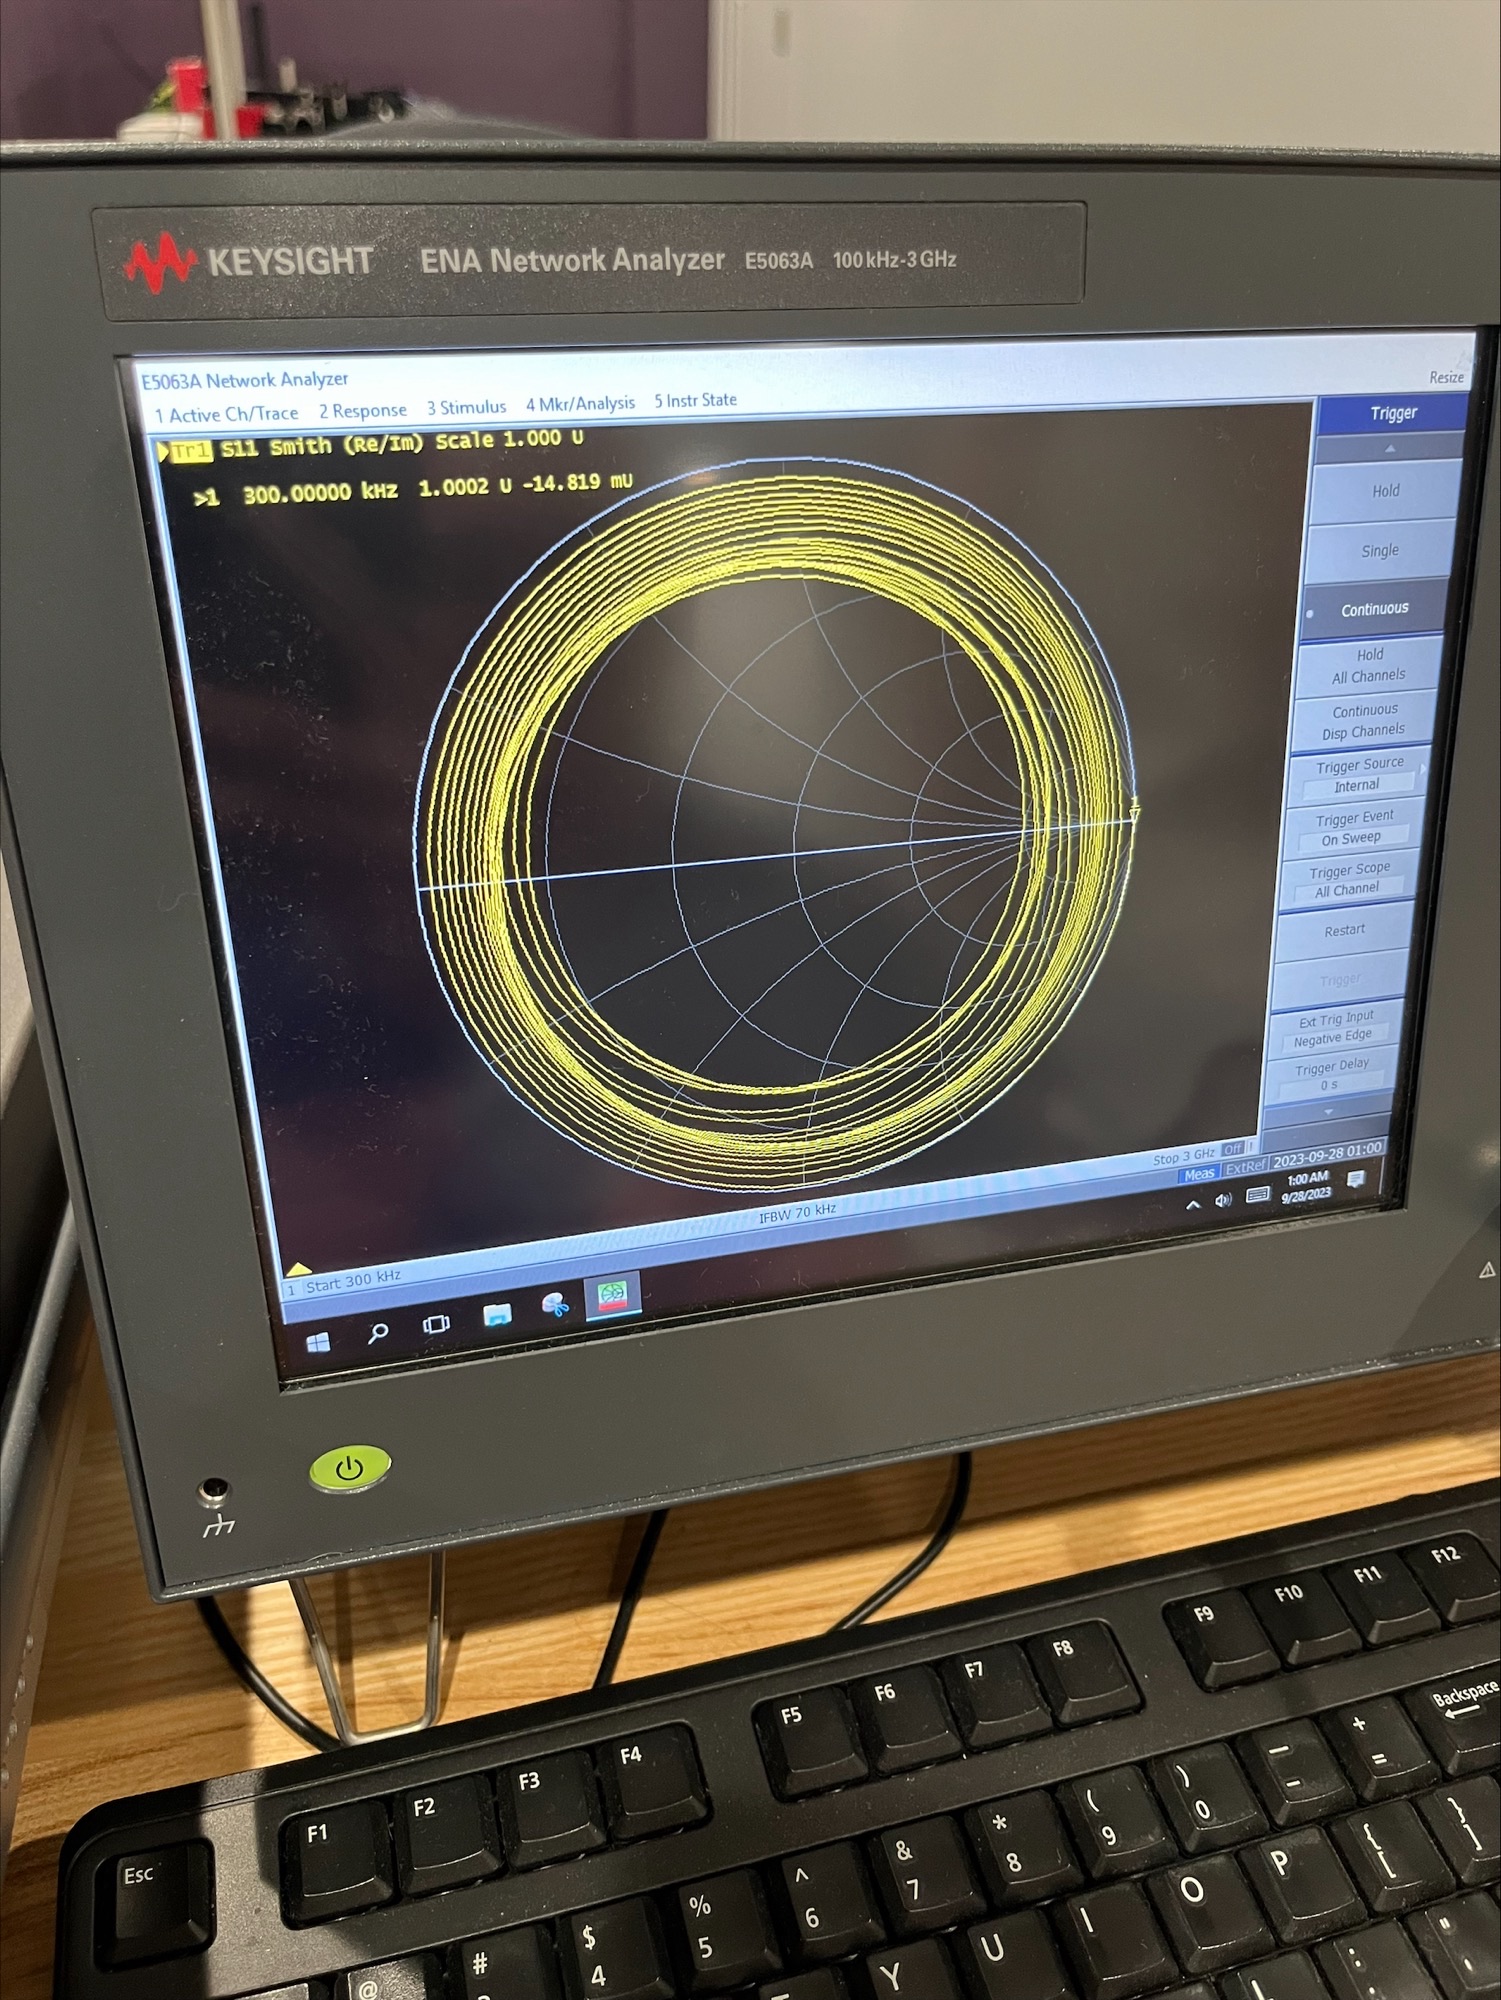 KEYSIGHT ENA Network Analyzer E5063A 100 kHz-3 GHz
E5063A Network Analyzer
Resize
1 Active Ch/Trace 2 Response 3 Stimulus 4 Mkr/Analysis 5 Instr State
Tr1 S11 Smith (Re/Im) Scale 1.000 U
>1 300.00000 kHz 1.0002 U -14.819 mU
Trigger
Hold
Single
Continuous
Hold
All Channels
Continuous
Disp Channels
Trigger Source
Internal
Trigger Event
On Sweep
Trigger Scope
All Channel
Restart
Trigger
Ext Trig Input
Negative Edge
Trigger Delay
0 s
1 Start 300 kHz
IFBW 70 kHz
Stop 3 GHz Off
Meas ExtRef 2023-09-28 01:00
1:00 AM
9/28/2023
Esc F1 F2 F3 F4 F5 F6 F7 F8 F9 F10 F11 F12
@ # $ 4 % 5 ^ 6 & 7 * 8 ( 9 ) 0 _ - + = Backspace
Y U I O P { [ } ]
L : ; "